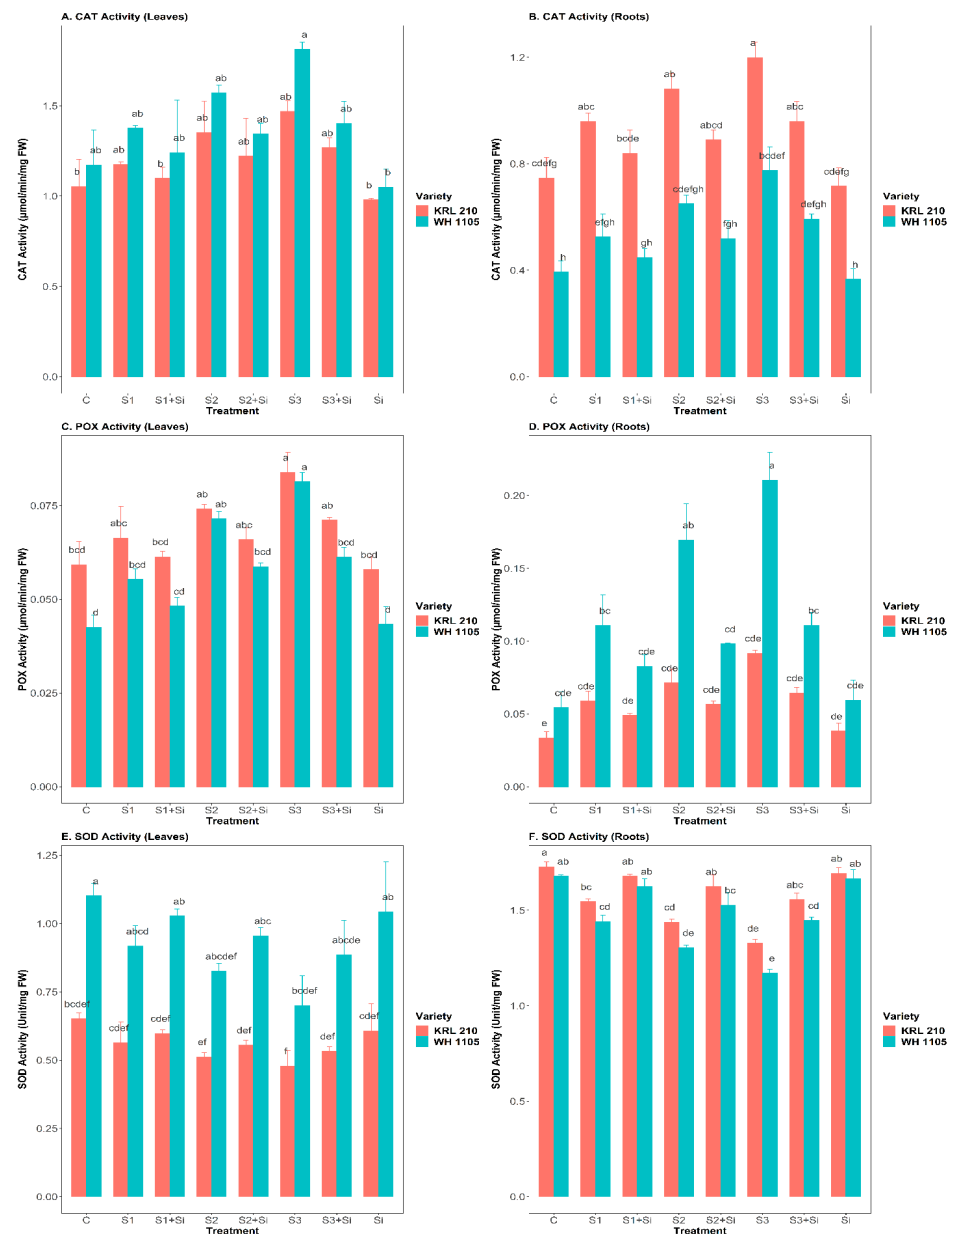 A. CAT Activity (Leaves)
CAT Activity (µmol/min/mg FW)
1.5
1.0
0.5
0.0
b
b
ab
ab
b
ab
ab
ab
ab
ab
ab
a
ab
ab
b
b
C S1 S1+Si S2 S2+Si S3 S3+Si Si
Treatment
Variety
KRL 210
WH 1105
B. CAT Activity (Roots)
CAT Activity (µmol/min/mg FW)
1.2
0.8
0.4
0.0
cdefg
h
abc
efgh
bcde
gh
ab
cdefgh
abcd
fgh
a
bcdef
ab
defgh
cdefg
h
C S1 S1+Si S2 S2+Si S3 S3+Si Si
Treatment
Variety
KRL 210
WH 1105
C. POX Activity (Leaves)
POX Activity (µmol/min/mg FW)
0.075
0.050
0.025
0.000
bcd
d
abc
bcd
bcd
cd
ab
ab
abc
bcd
a
a
ab
bcd
bcd
d
C S1 S1+Si S2 S2+Si S3 S3+Si Si
Treatment
Variety
KRL 210
WH 1105
D. POX Activity (Roots)
POX Activity (µmol/min/mg FW)
0.20
0.15
0.10
0.05
0.00
e
cde
cde
bc
de
cde
cde
ab
cde
cd
cde
a
cde
bc
de
cde
C S1 S1+Si S2 S2+Si S3 S3+Si Si
Treatment
Variety
KRL 210
WH 1105
E. SOD Activity (Leaves)
SOD Activity (Unit/mg FW)
1.25
1.00
0.75
0.50
0.25
0.00
bcdef
a
cdef
abcd
cdef
ab
ef
abcdef
def
abc
f
bcdef
def
abcde
cdef
ab
C S1 S1+Si S2 S2+Si S3 S3+Si Si
Treatment
Variety
KRL 210
WH 1105
F. SOD Activity (Roots)
SOD Activity (Unit/mg FW)
1.5
1.0
0.5
0.0
a
ab
bc
cd
ab
ab
cd
de
ab
bc
de
e
abc
cd
ab
ab
C S1 S1+Si S2 S2+Si S3 S3+Si Si
Treatment
Variety
KRL 210
WH 1105